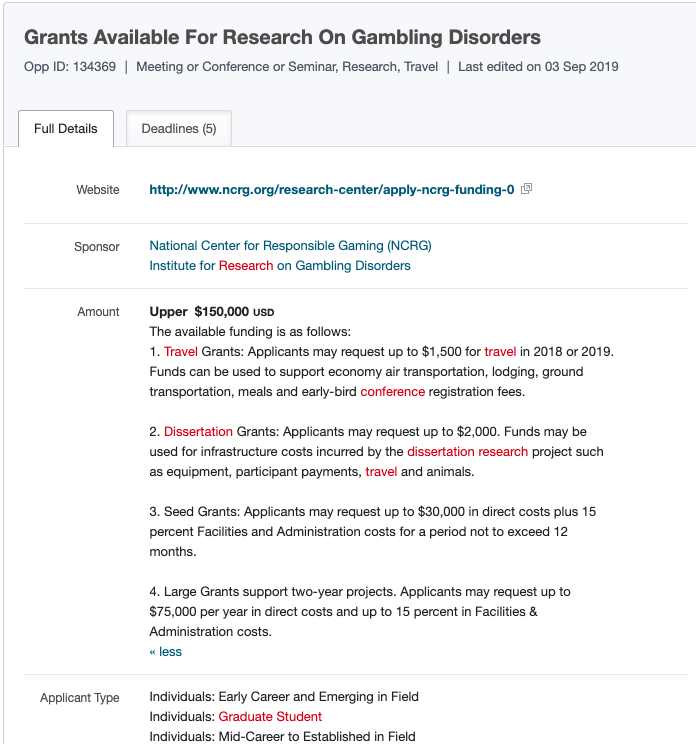 Grants Available For Research On Gambling Disorders
Opp ID: 134369 | Meeting or Conference or Seminar, Research, Travel | Last edited on 03 Sep 2019
Full Details
Deadlines (5)
Website
http://www.ncrg.org/research-center/apply-ncrg-funding-0
Sponsor
National Center for Responsible Gaming (NCRG)
Institute for Research on Gambling Disorders
Amount
Upper $150,000 USD
The available funding is as follows:
1. Travel Grants: Applicants may request up to $1,500 for travel in 2018 or 2019.
Funds can be used to support economy air transportation, lodging, ground
transportation, meals and early-bird conference registration fees.
2. Dissertation Grants: Applicants may request up to $2,000. Funds may be
used for infrastructure costs incurred by the dissertation research project such
as equipment, participant payments, travel and animals.
3. Seed Grants: Applicants may request up to $30,000 in direct costs plus 15
percent Facilities and Administration costs for a period not to exceed 12
months.
4. Large Grants support two-year projects. Applicants may request up to
$75,000 per year in direct costs and up to 15 percent in Facilities &
Administration costs.
« less
Applicant Type
Individuals: Early Career and Emerging in Field
Individuals: Graduate Student
Individuals: Mid-Career to Established in Field